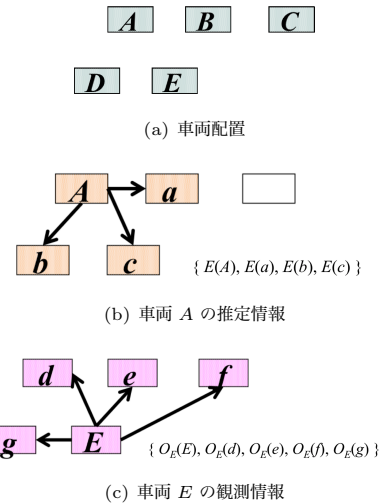 A B C
D E
(a) 車両配置
A a
b c { E(A), E(a), E(b), E(c) }
(b) 車両 A の推定情報
d e f
g E { O_E(E), O_E(d), O_E(e), O_E(f), O_E(g) }
(c) 車両 E の観測情報